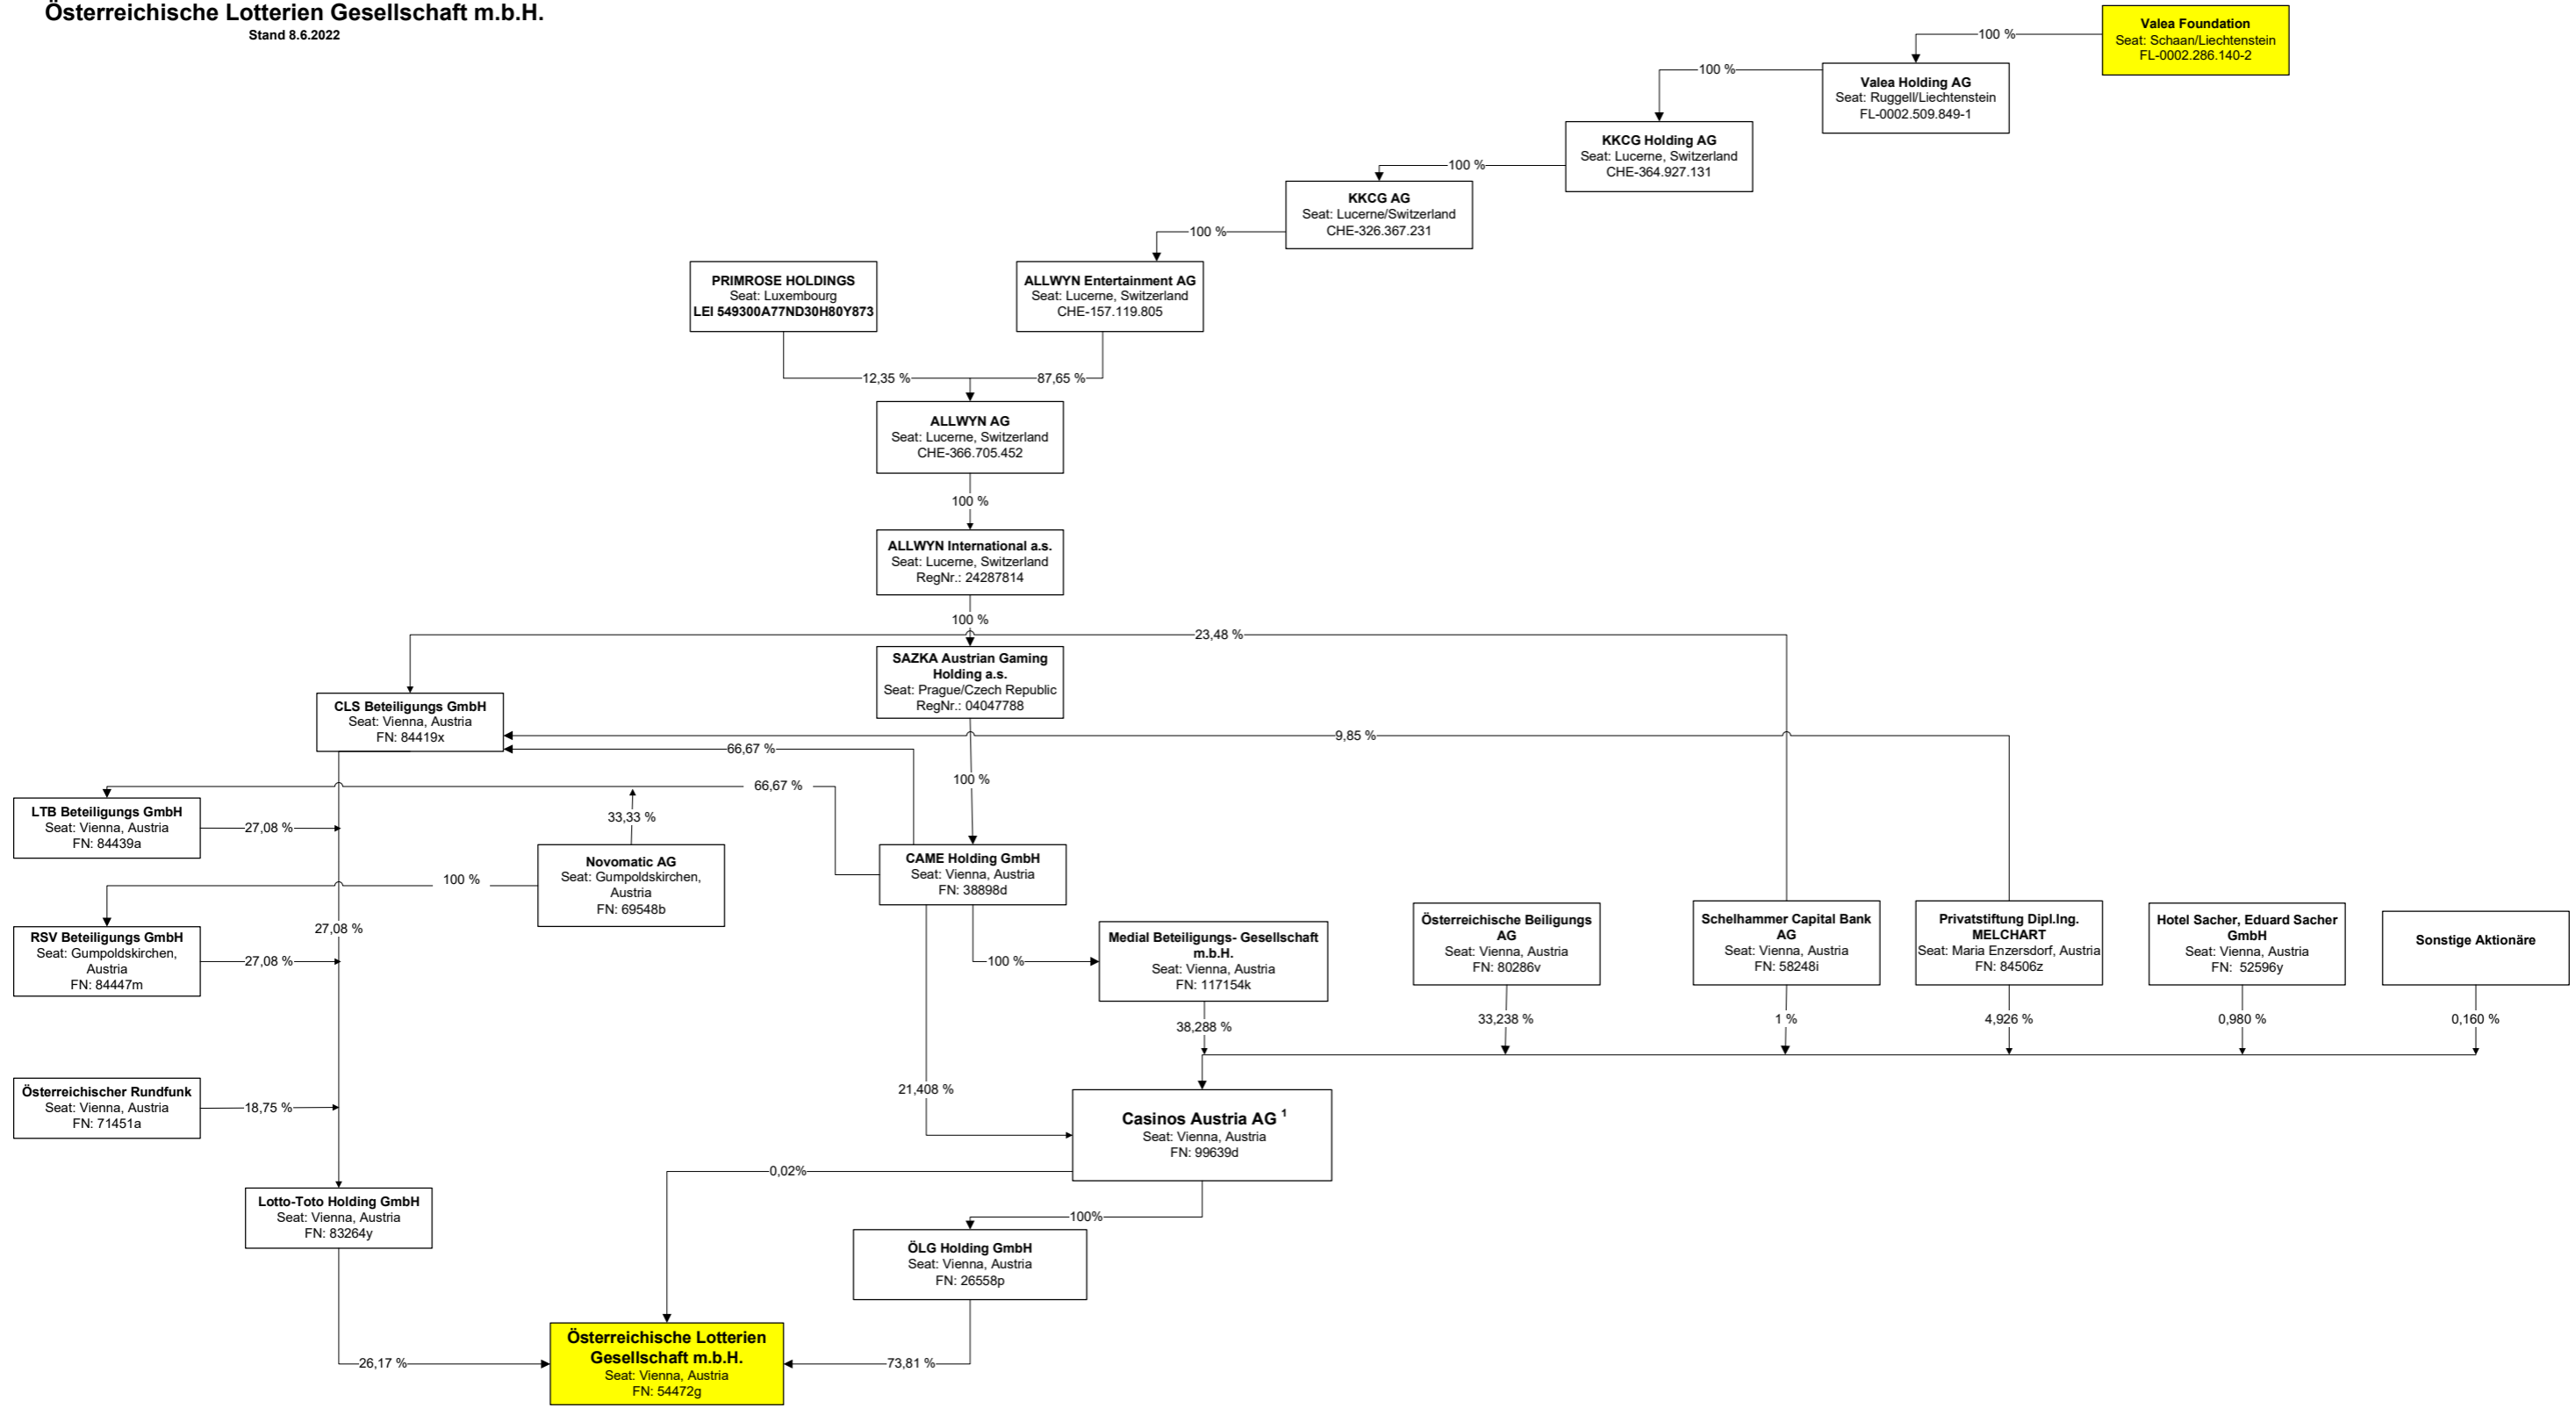 Österreichische Lotterien Gesellschaft m.b.H.
Stand 8.6.2022
Valea Foundation
Seat: Schaan/Liechtenstein
FL-0002.286.140-2
100 %
Valea Holding AG
Seat: Ruggell/Liechtenstein
FL-0002.509.849-1
100 %
KKCG Holding AG
Seat: Lucerne, Switzerland
CHE-364.927.131
100 %
KKCG AG
Seat: Lucerne/Switzerland
CHE-326.367.231
100 %
PRIMROSE HOLDINGS
Seat: Luxembourg
LEI 549300A77ND30H80Y873
ALLWYN Entertainment AG
Seat: Lucerne, Switzerland
CHE-157.119.805
12,35 %
87,65 %
ALLWYN AG
Seat: Lucerne, Switzerland
CHE-366.705.452
100 %
ALLWYN International a.s.
Seat: Lucerne, Switzerland
RegNr.: 24287814
100 %
23,48 %
SAZKA Austrian Gaming
Holding a.s.
Seat: Prague/Czech Republic
RegNr.: 04047788
CLS Beteiligungs GmbH
Seat: Vienna, Austria
FN: 84419x
9,85 %
66,67 %
100 %
66,67 %
LTB Beteiligungs GmbH
Seat: Vienna, Austria
FN: 84439a
27,08 %
33,33 %
Novomatic AG
Seat: Gumpoldskirchen,
Austria
FN: 69548b
CAME Holding GmbH
Seat: Vienna, Austria
FN: 38898d
100 %
27,08 %
RSV Beteiligungs GmbH
Seat: Gumpoldskirchen,
Austria
FN: 84447m
27,08 %
100 %
Medial Beteiligungs- Gesellschaft
m.b.H.
Seat: Vienna, Austria
FN: 117154k
Österreichische Beiligungs
AG
Seat: Vienna, Austria
FN: 80286v
Schelhammer Capital Bank
AG
Seat: Vienna, Austria
FN: 58248i
Privatstiftung Dipl.Ing.
MELCHART
Seat: Maria Enzersdorf, Austria
FN: 84506z
Hotel Sacher, Eduard Sacher
GmbH
Seat: Vienna, Austria
FN: 52596y
Sonstige Aktionäre
38,288 %
33,238 %
1 %
4,926 %
0,980 %
0,160 %
21,408 %
Österreichischer Rundfunk
Seat: Vienna, Austria
FN: 71451a
18,75 %
Casinos Austria AG 1
Seat: Vienna, Austria
FN: 99639d
0,02%
Lotto-Toto Holding GmbH
Seat: Vienna, Austria
FN: 83264y
100%
ÖLG Holding GmbH
Seat: Vienna, Austria
FN: 26558p
26,17 %
Österreichische Lotterien
Gesellschaft m.b.H.
Seat: Vienna, Austria
FN: 54472g
73,81 %